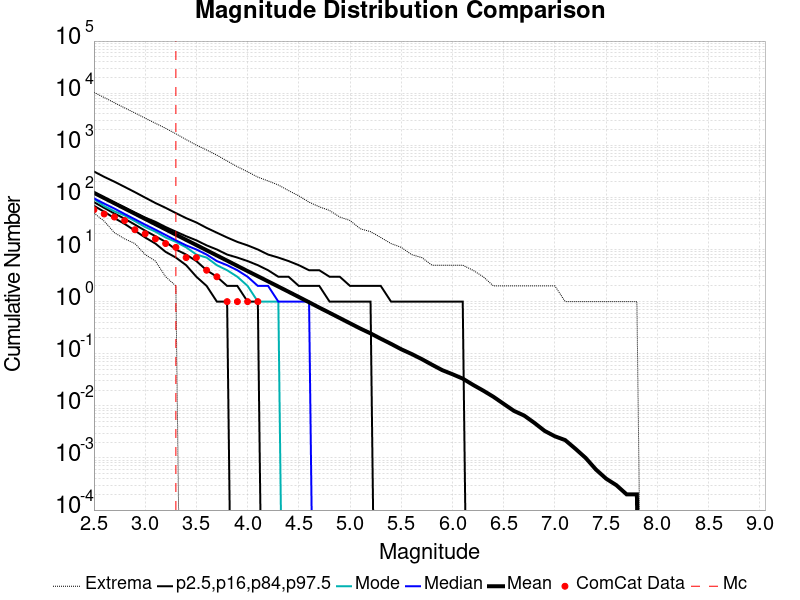 Magnitude Distribution Comparison
10^5
10^4
10^3
10^2
10^1
10^0
10^-1
10^-2
10^-3
10^-4
Cumulative Number
2.5 3.0 3.5 4.0 4.5 5.0 5.5 6.0 6.5 7.0 7.5 8.0 8.5 9.0
Magnitude
Extrema p2.5,p16,p84,p97.5 Mode Median Mean ComCat Data Mc